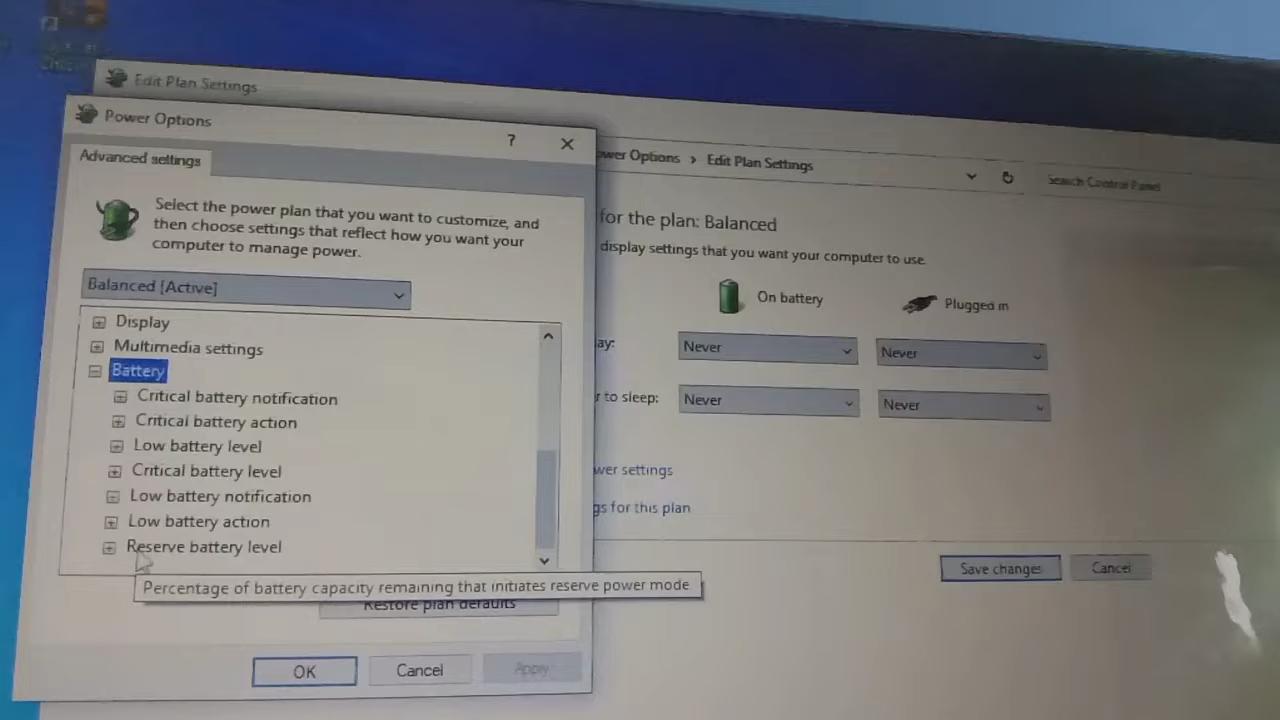 Edit Plan Settings
Power Options
?
Advanced settings
Select the power plan that you want to customize, and
then choose settings that reflect how you want your
computer to manage power.
Balanced [Active]
Display
Multimedia settings
Battery
Critical battery notification
Critical battery action
Low battery level
Critical battery level
Low battery notification
Low battery action
Reserve battery level
Percentage of battery capacity remaining that initiates reserve power mode
Restore plan defaults
OK
Cancel
Apply
ower Options > Edit Plan Settings
Search Control Panel
for the plan: Balanced
display settings that you want your computer to use.
On battery
Plugged in
ay:
Never
Never
r to sleep:
Never
Never
wer settings
gs for this plan
Save changes
Cancel